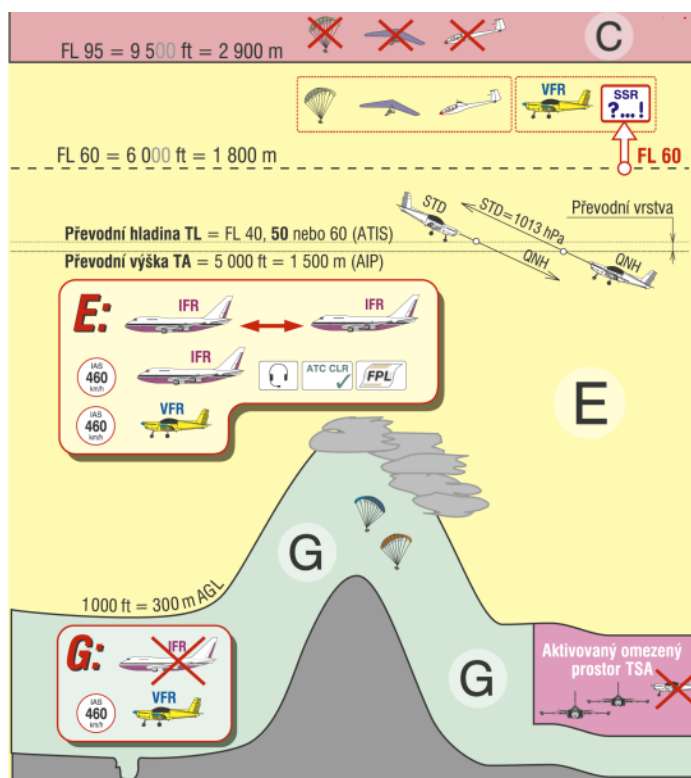 C
FL 95 = 9 500 ft = 2 900 m
VFR
SSR
?...!
FL 60 = 6 000 ft = 1 800 m
FL 60
STD
STD=1013 hPa
Převodní vrstva
Převodní hladina TL = FL 40, 50 nebo 60 (ATIS)
QNH
QNH
Převodní výška TA = 5 000 ft = 1 500 m (AIP)
E:
IFR
IFR
IAS
460
km/h
IFR
ATC CLR
FPL
IAS
460
km/h
VFR
E
G
1000 ft = 300 m AGL
G:
IFR
IAS
460
km/h
VFR
G
Aktivovaný omezený
prostor TSA